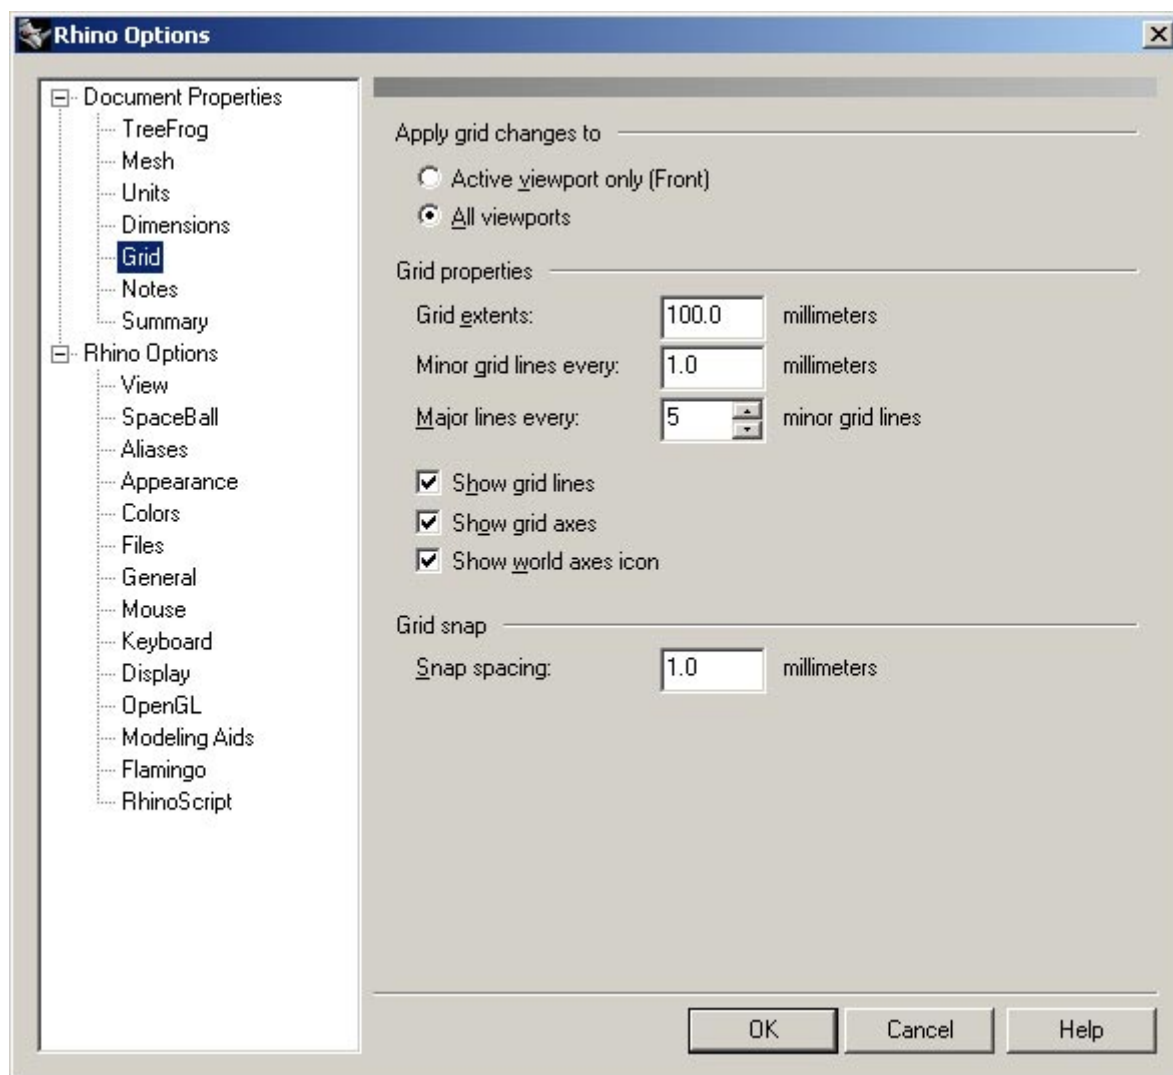 Rhino Options
Document Properties
TreeFrog
Mesh
Units
Dimensions
Grid
Notes
Summary
Rhino Options
View
SpaceBall
Aliases
Appearance
Colors
Files
General
Mouse
Keyboard
Display
OpenGL
Modeling Aids
Flamingo
RhinoScript
Apply grid changes to
Active viewport only (Front)
All viewports
Grid properties
Grid extents: 100.0 millimeters
Minor grid lines every: 1.0 millimeters
Major lines every: 5 minor grid lines
Show grid lines
Show grid axes
Show world axes icon
Grid snap
Snap spacing: 1.0 millimeters
OK Cancel Help